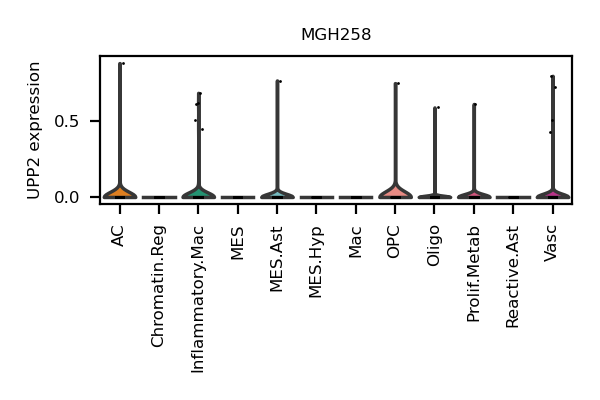 MGH258
UPP2 expression
0.5
0.0
AC
Chromatin.Reg
Inflammatory.Mac
MES
MES.Ast
MES.Hyp
Mac
OPC
Oligo
Prolif.Metab
Reactive.Ast
Vasc